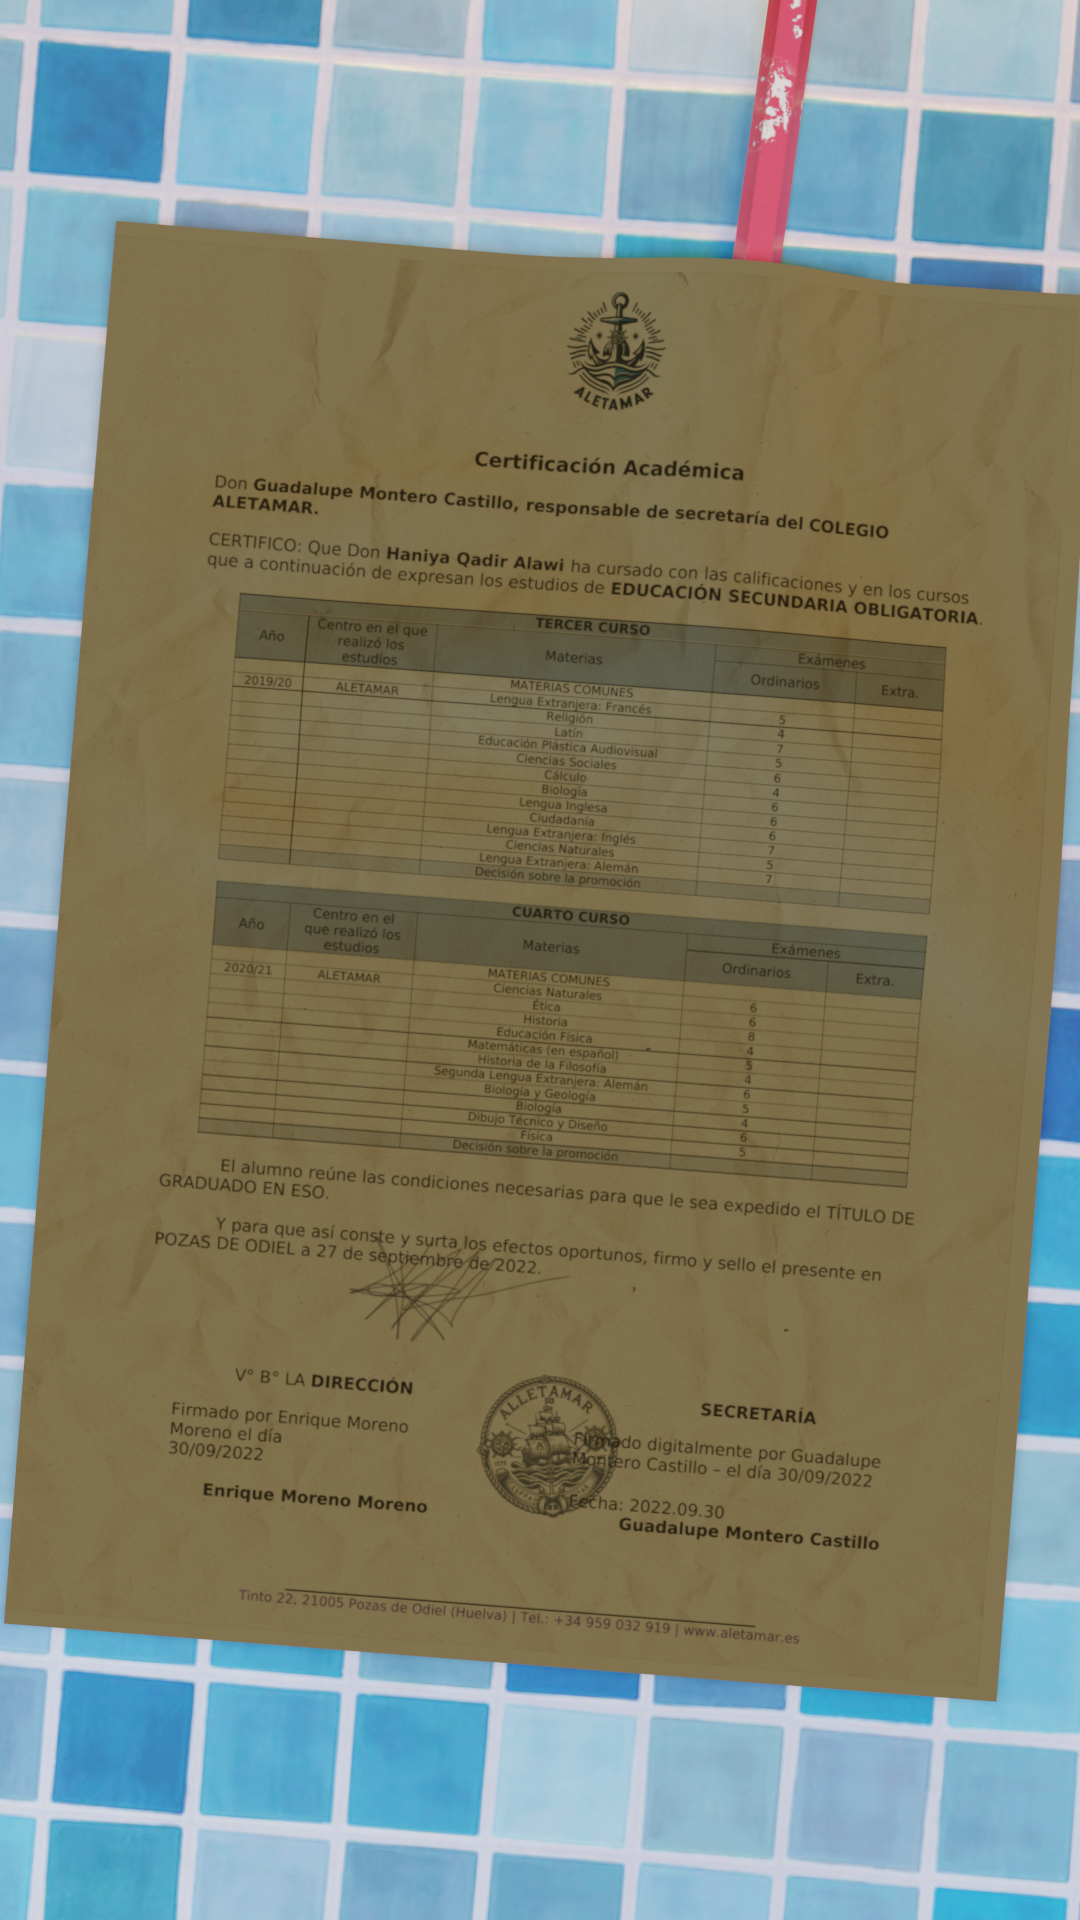 ALETAMAR
Certificación Académica
Don Guadalupe Montero Castillo, responsable de secretaría del COLEGIO
ALETAMAR.
CERTIFICO: Que Don Haniya Qadir Alawi ha cursado con las calificaciones y en los cursos
que a continuación de expresan los estudios de EDUCACIÓN SECUNDARIA OBLIGATORIA.
TERCER CURSO
Año
Centro en el que
realizó los
estudios
Materias
Exámenes
Ordinarios
Extra.
2019/20 ALETAMAR MATERIAS COMUNES
Lengua Extranjera: Francés 5
Religión 4
Latín 7
Educación Plástica Audiovisual 5
Ciencias Sociales 6
Cálculo 4
Biología 6
Lengua Inglesa 6
Ciudadanía 6
Lengua Extranjera: Inglés 7
Ciencias Naturales 5
Lengua Extranjera: Alemán 7
Decisión sobre la promoción
CUARTO CURSO
Año
Centro en el
que realizó los
estudios
Materias
Exámenes
Ordinarios
Extra.
2020/21 ALETAMAR MATERIAS COMUNES
Ciencias Naturales 6
Ética 6
Historia 8
Educación Física 4
Matemáticas (en español) 5
Historia de la Filosofía 4
Segunda Lengua Extranjera: Alemán 6
Biología y Geología 5
Biología 4
Dibujo Técnico y Diseño 6
Física 5
Decisión sobre la promoción
El alumno reúne las condiciones necesarias para que le sea expedido el TÍTULO DE
GRADUADO EN ESO.
Y para que así conste y surta los efectos oportunos, firmo y sello el presente en
POZAS DE ODIEL a 27 de septiembre de 2022.
V° B° LA DIRECCIÓN
Firmado por Enrique Moreno
Moreno el día
30/09/2022
Enrique Moreno Moreno
ALLETAMAR
SECRETARÍA
Firmado digitalmente por Guadalupe
Montero Castillo – el día 30/09/2022
Fecha: 2022.09.30
Guadalupe Montero Castillo
Tinto 22, 21005 Pozas de Odiel (Huelva) | Tel.: +34 959 032 919 | www.aletamar.es